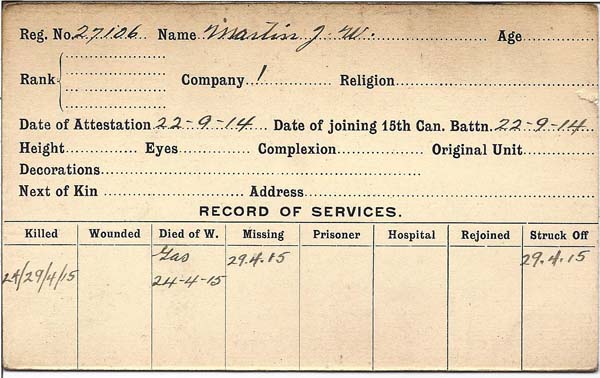 Reg. No. 27106 Name Martin J. W. Age
Rank Company 1 Religion
Date of Attestation 22-9-14 Date of joining 15th Can. Battn. 22-9-14
Height Eyes Complexion Original Unit
Decorations
Next of Kin Address
RECORD OF SERVICES.
Killed Wounded Died of W. Missing Prisoner Hospital Rejoined Struck Off
Gas 29.4.15 29.4.15
24/29/4/15 24-4-15